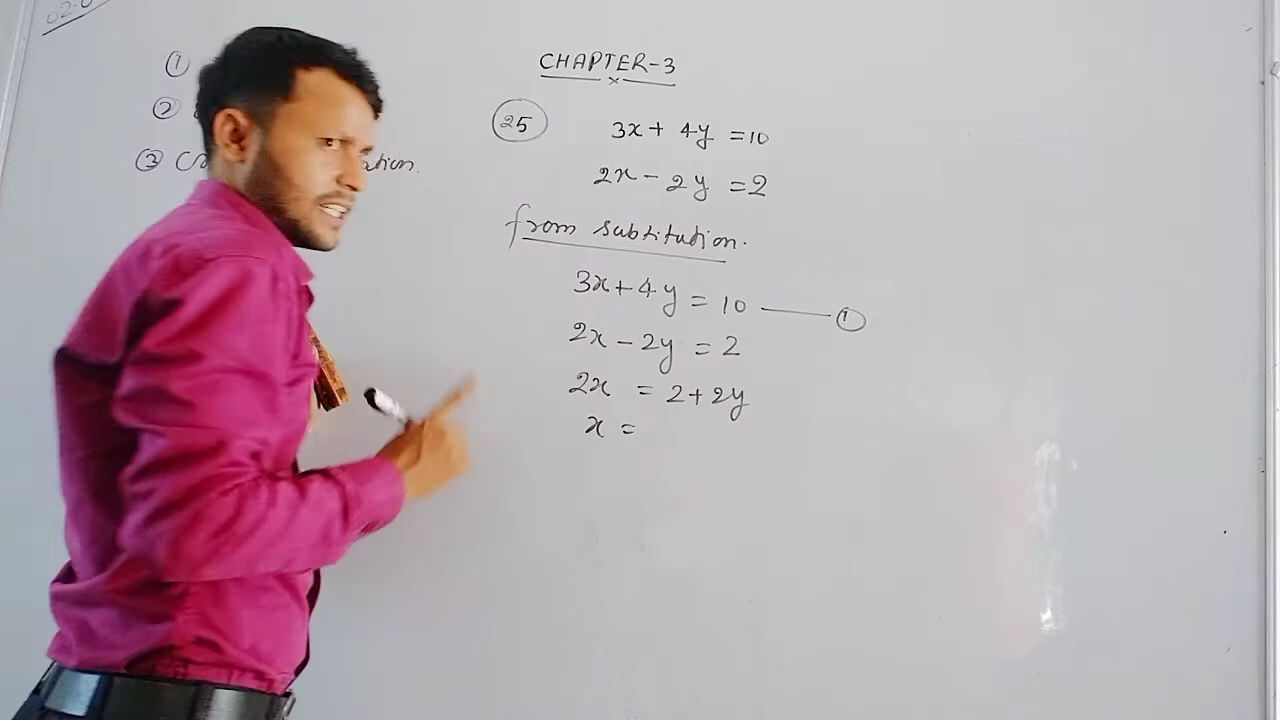 ①
②
③ ation.
CHAPTER-3
25 3x + 4y = 10
2x - 2y = 2
from substitution.
3x + 4y = 10 —— ①
2x - 2y = 2
2x = 2 + 2y
x =